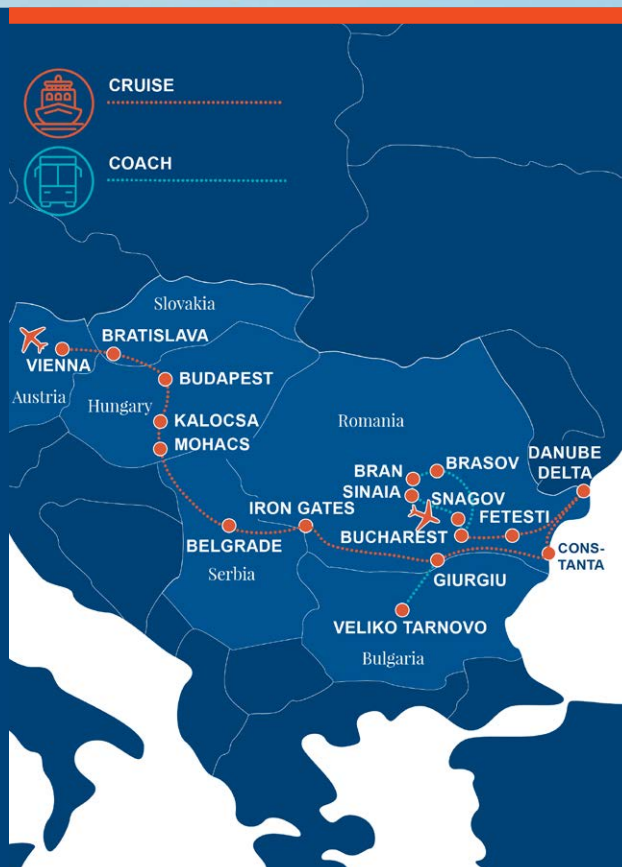 CRUISE
COACH
Slovakia
BRATISLAVA
VIENNA
BUDAPEST
Austria
Hungary
KALOCSA
MOHACS
Romania
DANUBE
DELTA
BRAN
BRASOV
SINAIA
SNAGOV
IRON GATES
FETESTI
BUCHAREST
BELGRADE
CONS-
TANTA
Serbia
GIURGIU
VELIKO TARNOVO
Bulgaria